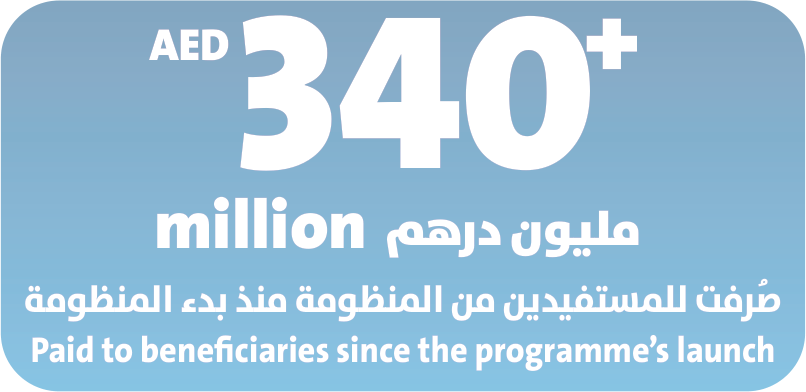 AED 340+
million مليون درهم
صُرفت للمستفيدين من المنظومة منذ بدء المنظومة
Paid to beneficiaries since the programme’s launch